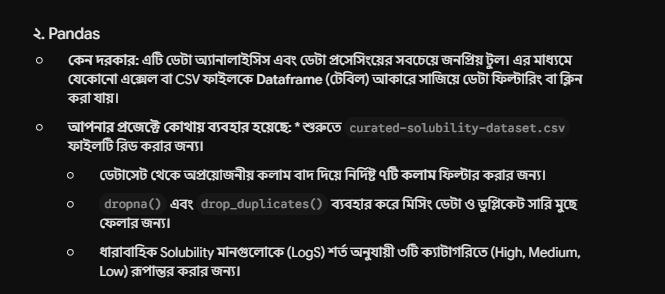 ২. Pandas
কেন দরকার: এটি ডেটা অ্যানালাইসিস এবং ডেটা প্রসেসিংয়ের সবচেয়ে জনপ্রিয় টুল। এর মাধ্যমে
যেকোনো এক্সেল বা CSV ফাইলকে Dataframe (টেবিল) আকারে সাজিয়ে ডেটা ফিল্টারিং বা ক্লিন
করা যায়।
আপনার প্রজেক্টে কোথায় ব্যবহার হয়েছে: * শুরুতে curated-solubility-dataset.csv
ফাইলটি রিড করার জন্য।
ডেটাসেট থেকে অপ্রয়োজনীয় কলাম বাদ দিয়ে নির্দিষ্ট ৭টি কলাম ফিল্টার করার জন্য।
dropna() এবং drop_duplicates() ব্যবহার করে মিসিং ডেটা ও ডুপ্লিকেট সারি মুছে
ফেলার জন্য।
ধারাবাহিক Solubility মানগুলোকে (LogS) শর্ত অনুযায়ী ৩টি ক্যাটাগরিতে (High, Medium,
Low) রূপান্তর করার জন্য।